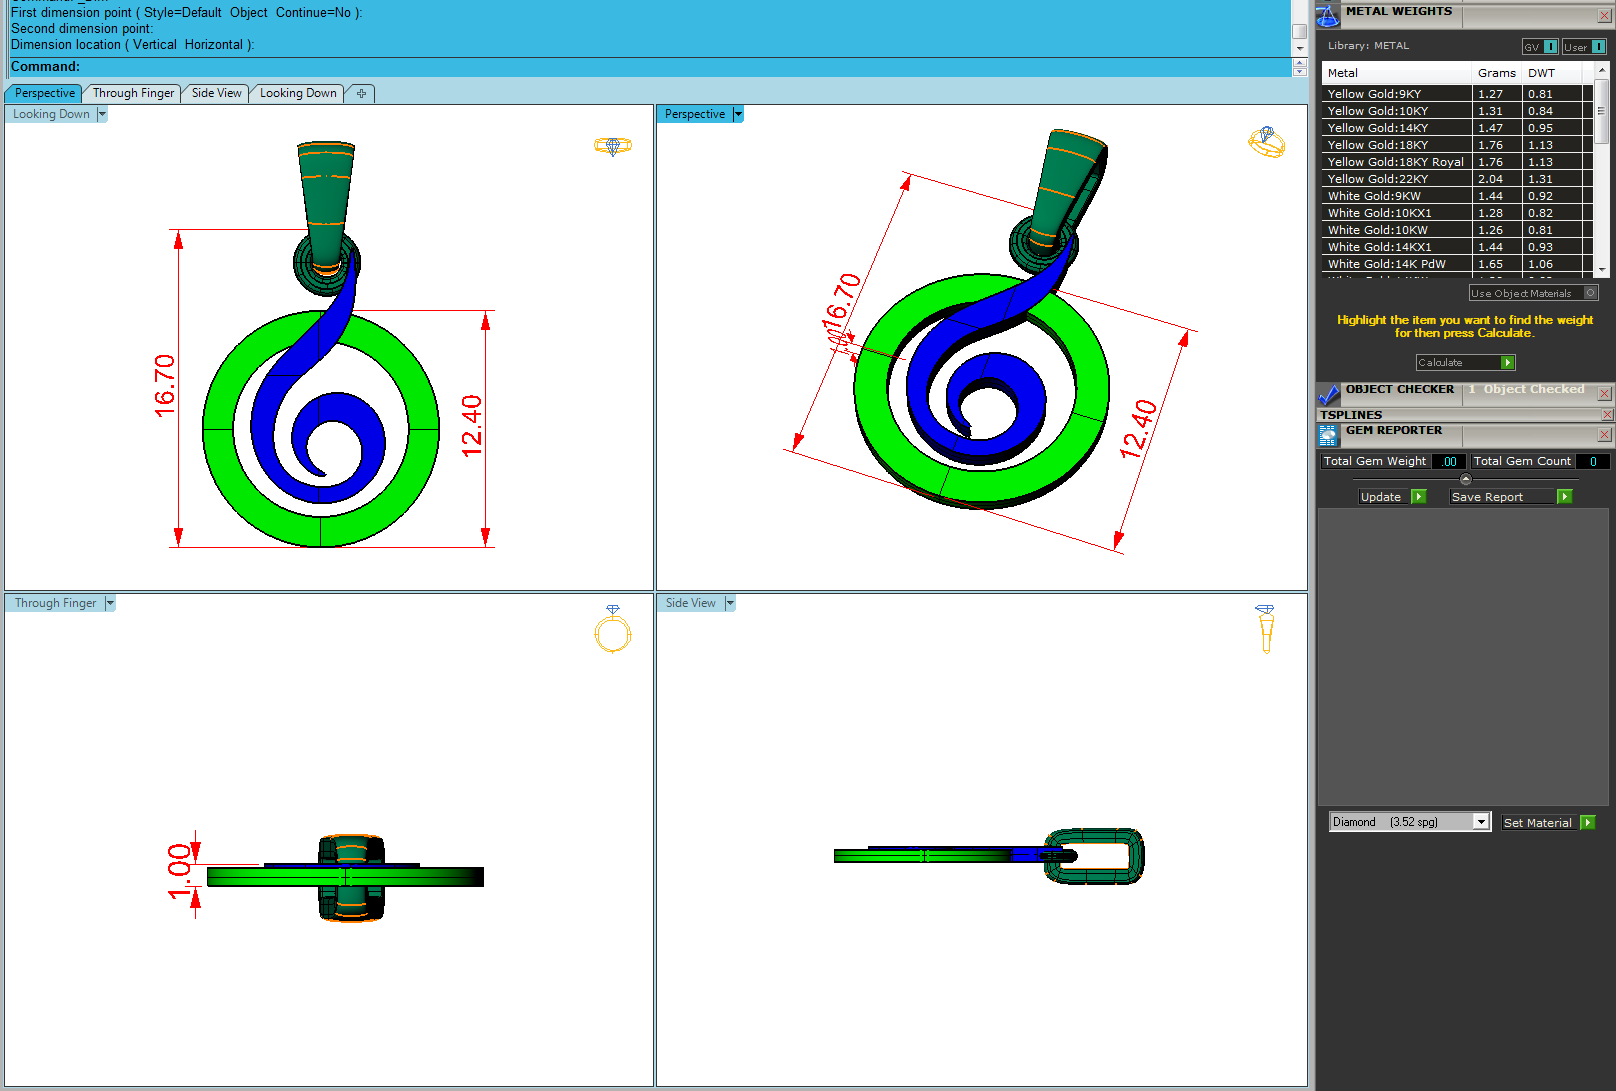 First dimension point ( Style=Default  Object  Continue=No ):
Second dimension point:
Dimension location ( Vertical  Horizontal ):
Command:
Perspective
Through Finger
Side View
Looking Down
Looking Down
16.70
12.40
Perspective
16.70
1.00
12.40
Through Finger
1.00
Side View
METAL WEIGHTS
Library: METAL
GV
User
Metal Grams DWT
Yellow Gold:9KY 1.27 0.81
Yellow Gold:10KY 1.31 0.84
Yellow Gold:14KY 1.47 0.95
Yellow Gold:18KY 1.76 1.13
Yellow Gold:18KY Royal 1.76 1.13
Yellow Gold:22KY 2.04 1.31
White Gold:9KW 1.44 0.92
White Gold:10KX1 1.28 0.82
White Gold:10KW 1.26 0.81
White Gold:14KX1 1.44 0.93
White Gold:14K PdW 1.65 1.06
Use Object Materials
Highlight the item you want to find the weight
for then press Calculate.
Calculate
OBJECT CHECKER 1 Object Checked
TSPLINES
GEM REPORTER
Total Gem Weight .00 Total Gem Count 0
Update
Save Report
Diamond (3.52 spg)
Set Material